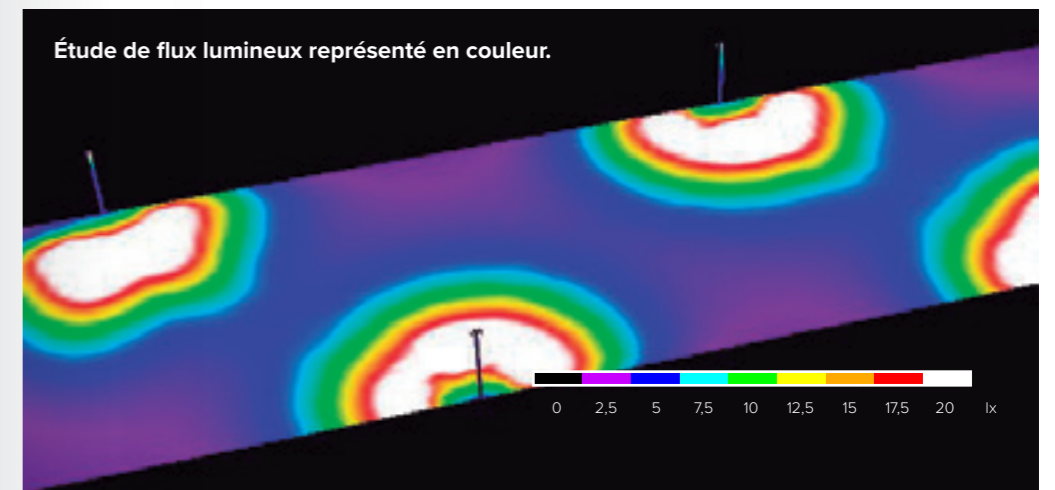 Étude de flux lumineux représenté en couleur.
0 2,5 5 7,5 10 12,5 15 17,5 20 lx